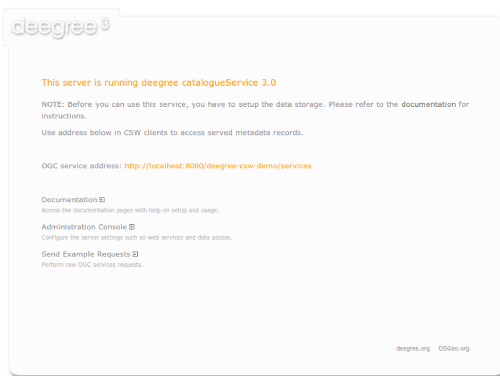 deegree 3
This server is running deegree catalogueService 3.0
NOTE: Before you can use this service, you have to setup the data storage. Please refer to the documentation for
instructions.
Use address below in CSW clients to access served metadata records.
OGC service address: http://localhost:8080/deegree-csw-demo/services
Documentation
Access the documentation pages with help on setup and usage.
Administration Console
Configure the server settings such as web services and data access.
Send Example Requests
Perform raw OGC services requests.
deegree.org OSGeo.org